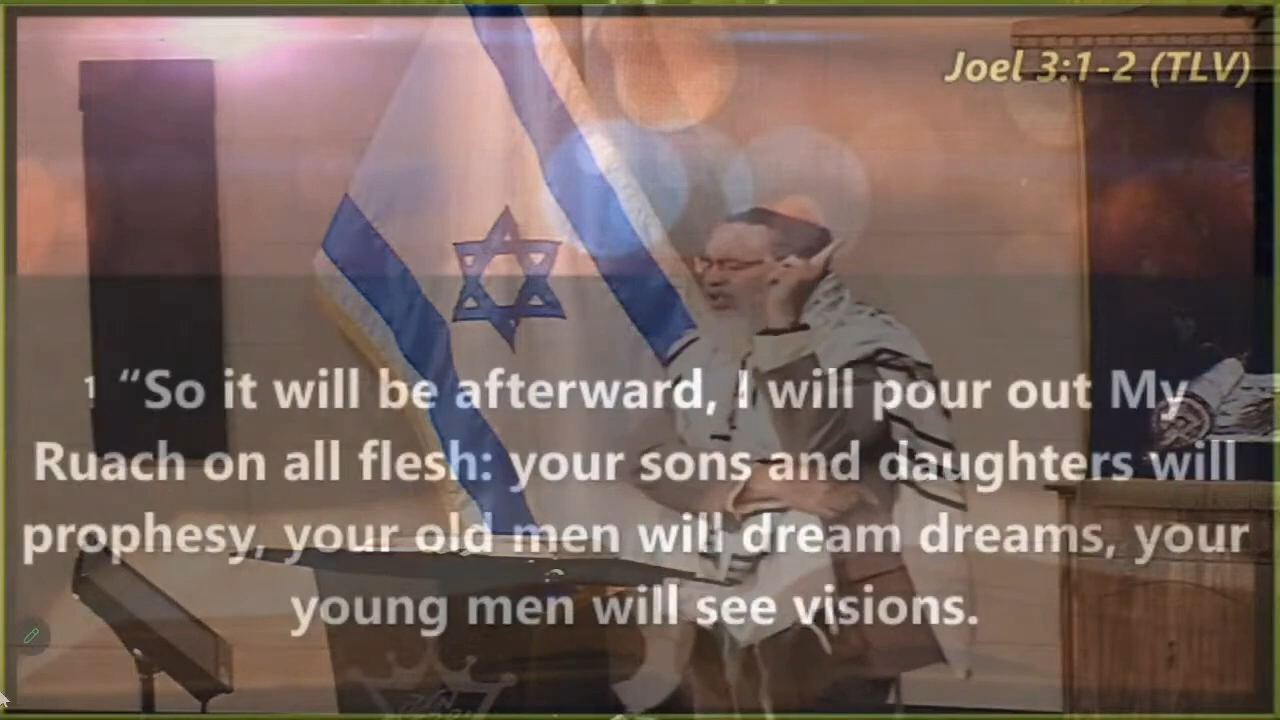 Joel 3:1-2 (TLV)
1 “So it will be afterward, I will pour out My
Ruach on all flesh: your sons and daughters will
prophesy, your old men will dream dreams, your
young men will see visions.